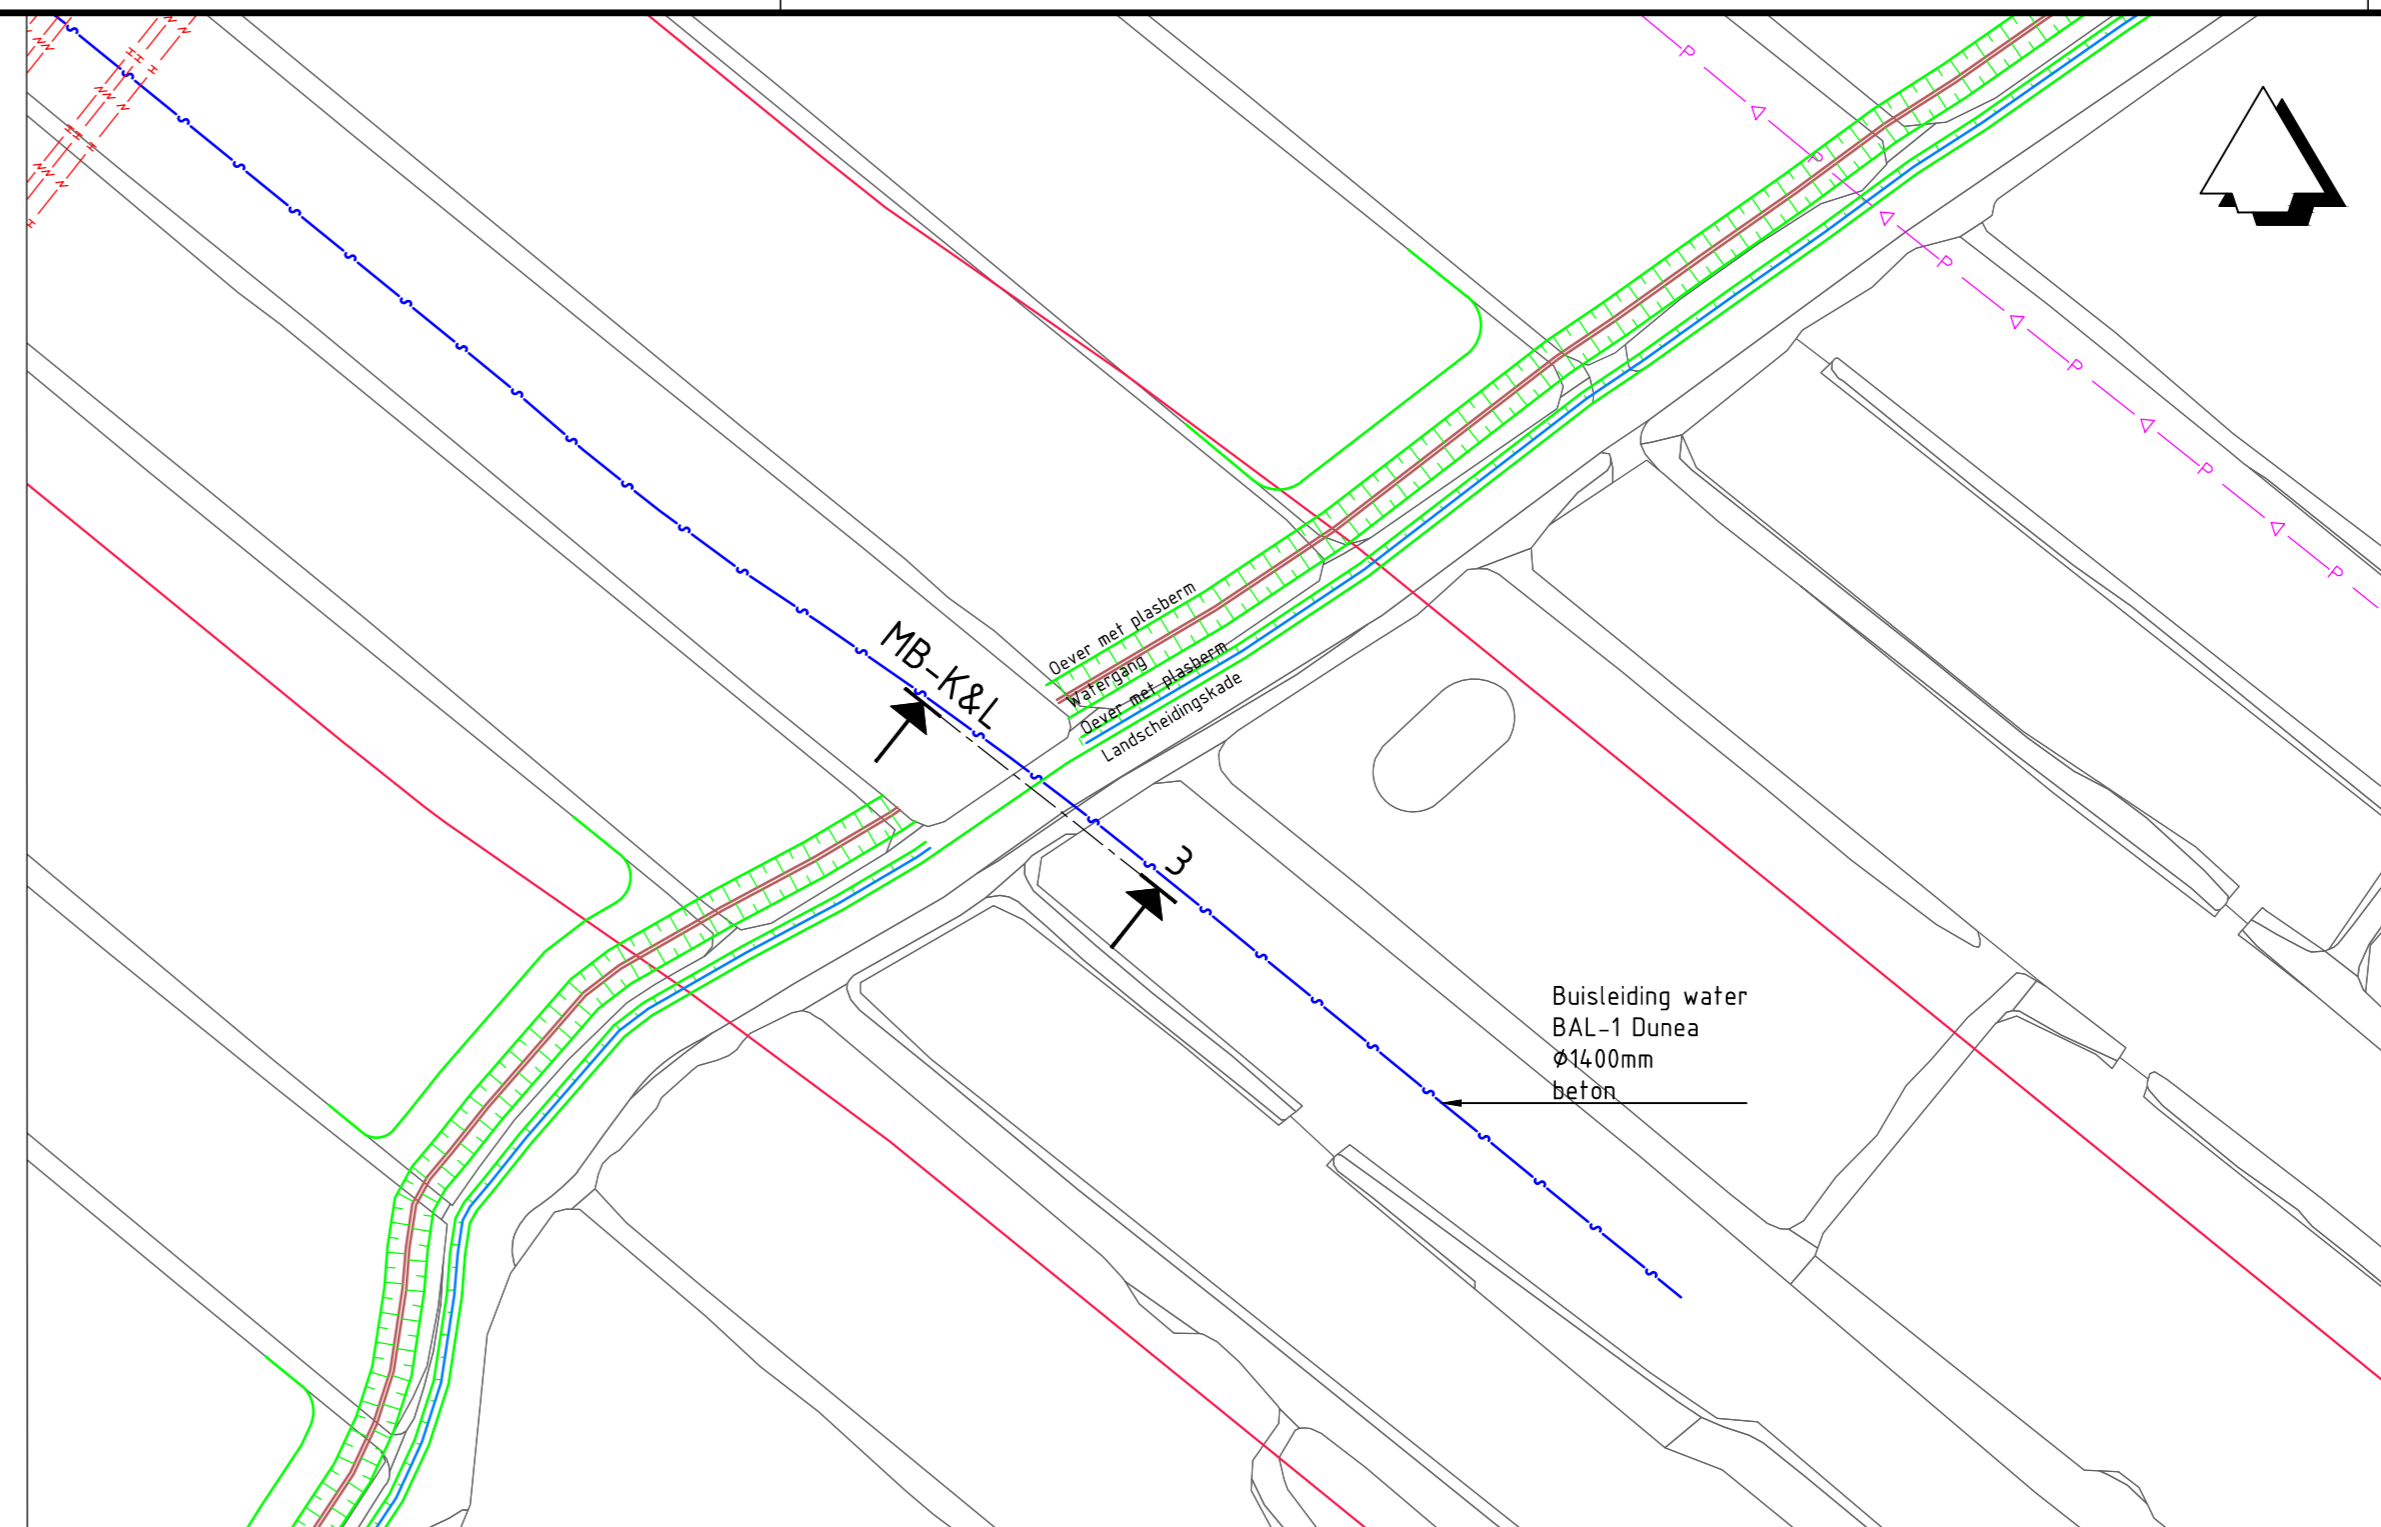 Oever met plasberm
Watergang
Oever met plasberm
Landscheidingskade
MB-K&L
3
Buisleiding water
BAL-1 Dunea
Ø1400mm
beton